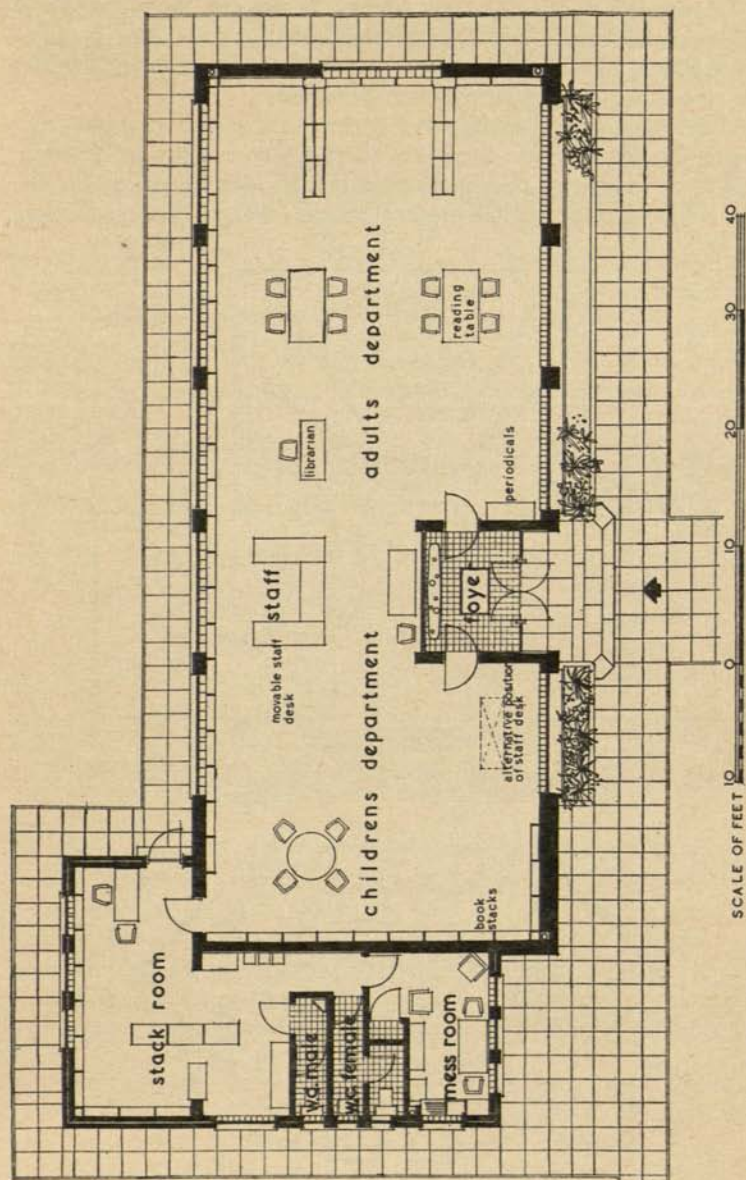 stack room
w.c. male
w.c. female
mess room
movable staff
desk
staff
librarian
childrens department
adults department
book
stacks
alternative position
of staff desk
foye
periodicals
reading
table
SCALE OF FEET
10 0 10 20 30 40